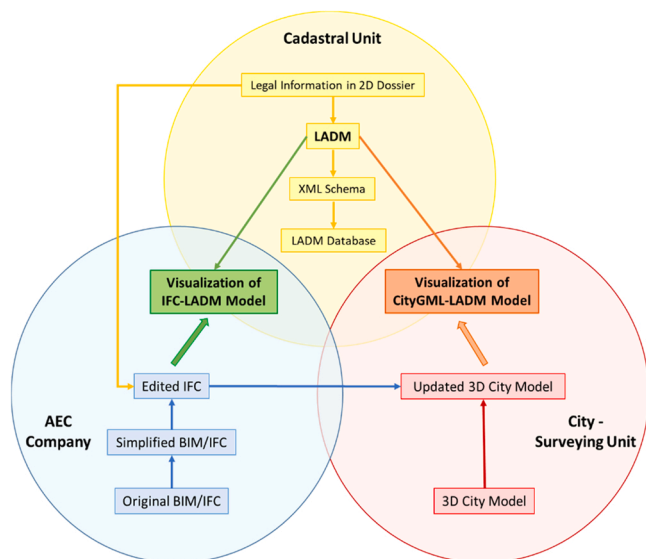 Cadastral Unit
Legal Information in 2D Dossier
LADM
XML Schema
LADM Database
Visualization of
IFC-LADM Model
Visualization of
CityGML-LADM Model
Edited IFC
Updated 3D City Model
AEC
Company
Simplified BIM/IFC
City -
Surveying Unit
Original BIM/IFC
3D City Model